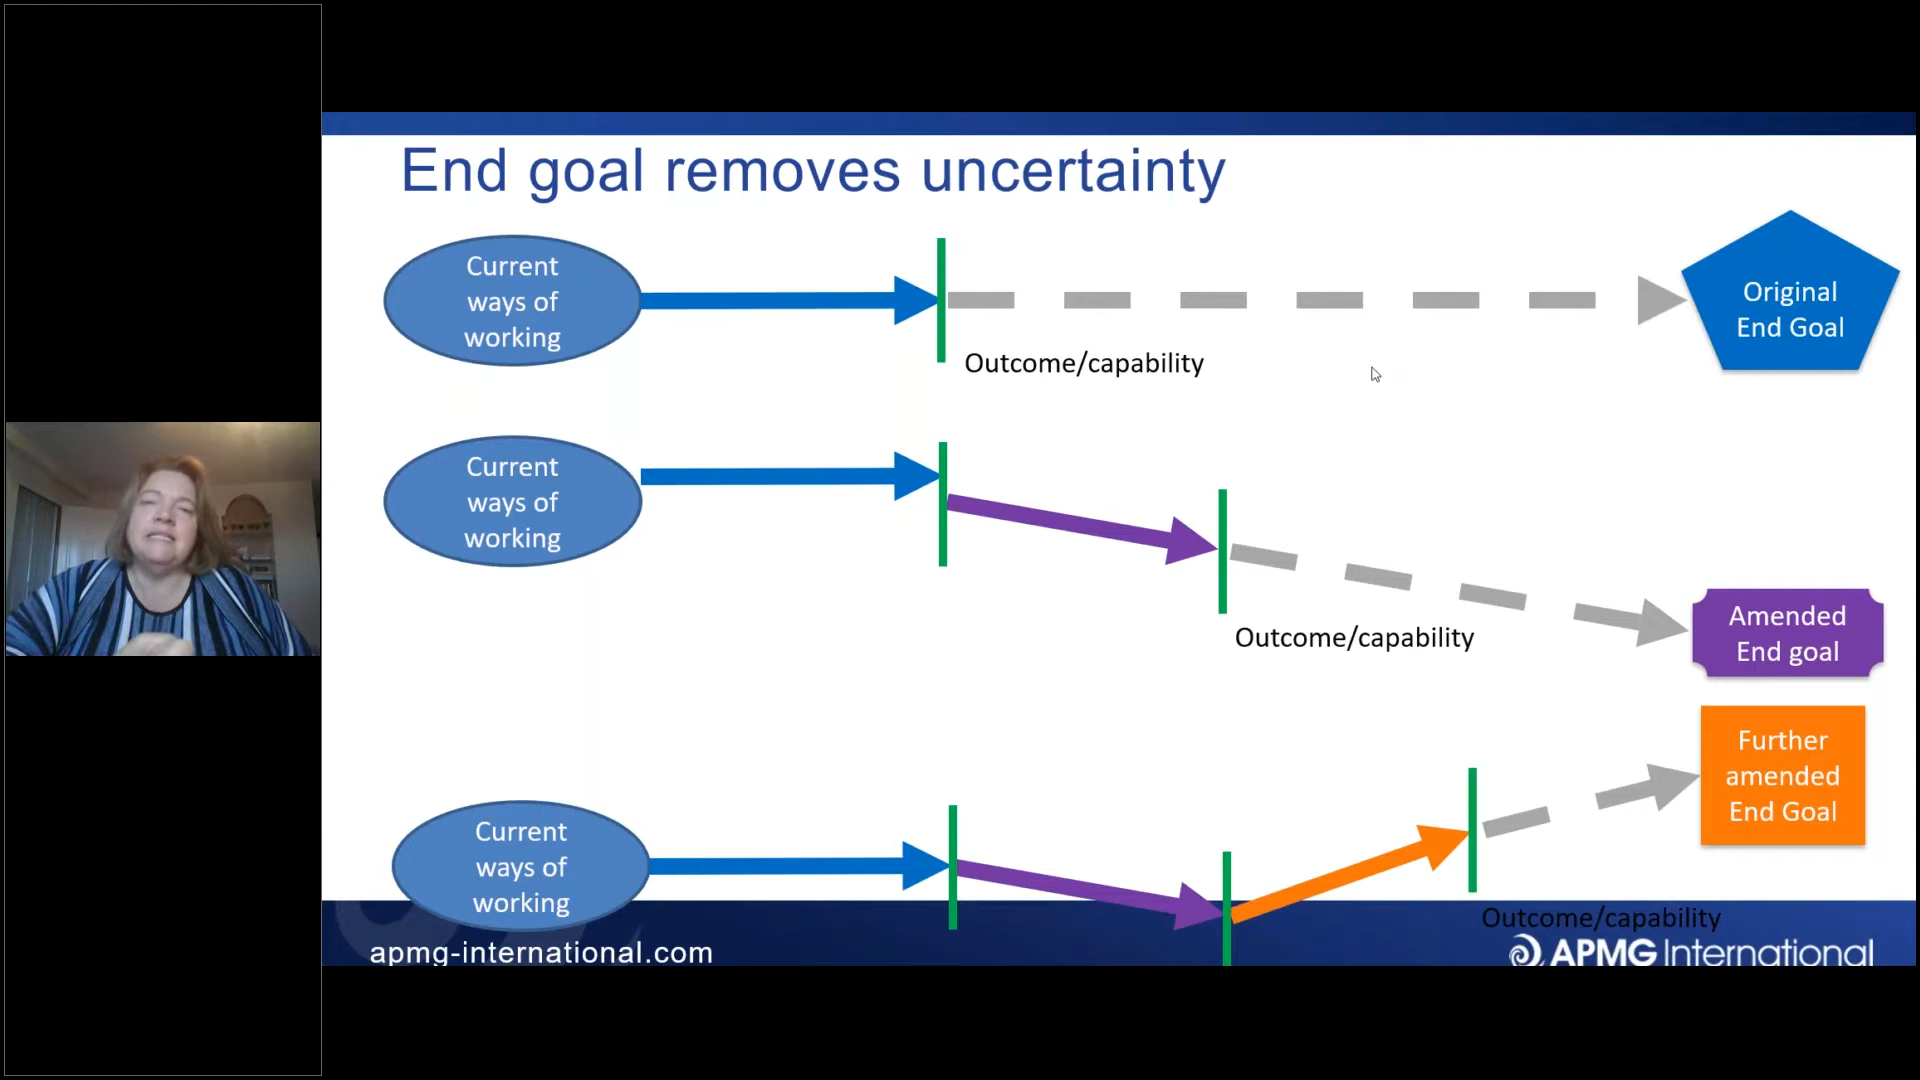 End goal removes uncertainty
Current
ways of
working
Outcome/capability
Original
End Goal
Current
ways of
working
Outcome/capability
Amended
End goal
Current
ways of
working
Outcome/capability
Further
amended
End Goal
apmg-international.com
APMG International